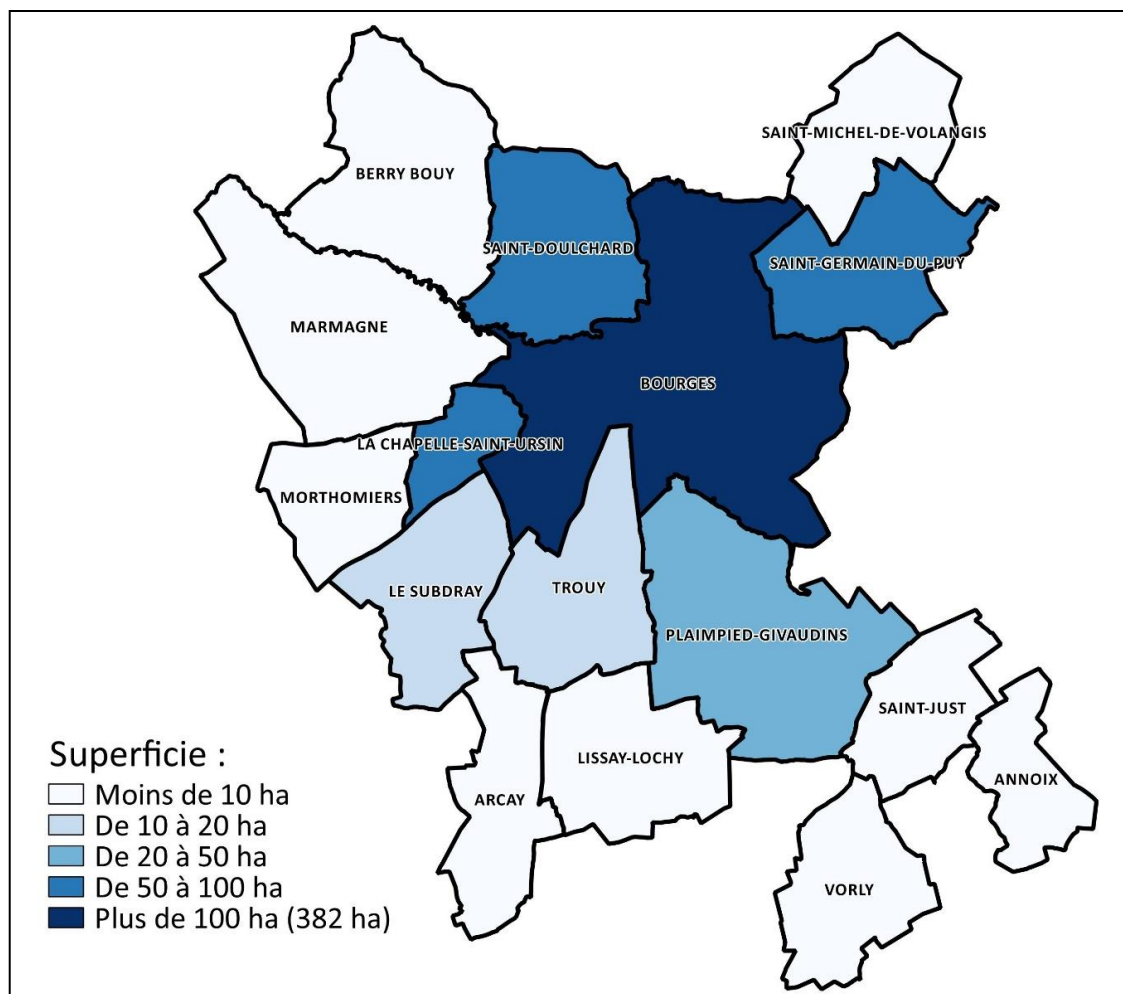 SAINT-MICHEL-DE-VOLANGIS
BERRY BOUY
SAINT-DOULCHARD
SAINT-GERMAIN-DU-PUY
MARMAGNE
BOURGES
LA CHAPELLE-SAINT-URSIN
MORTHOMIERS
LE SUBDRAY
TROUY
PLAIMPIED-GIVAUDINS
SAINT-JUST
LISSAY-LOCHY
ANNOIX
ARCAY
VORLY
Superficie :
Moins de 10 ha
De 10 à 20 ha
De 20 à 50 ha
De 50 à 100 ha
Plus de 100 ha (382 ha)